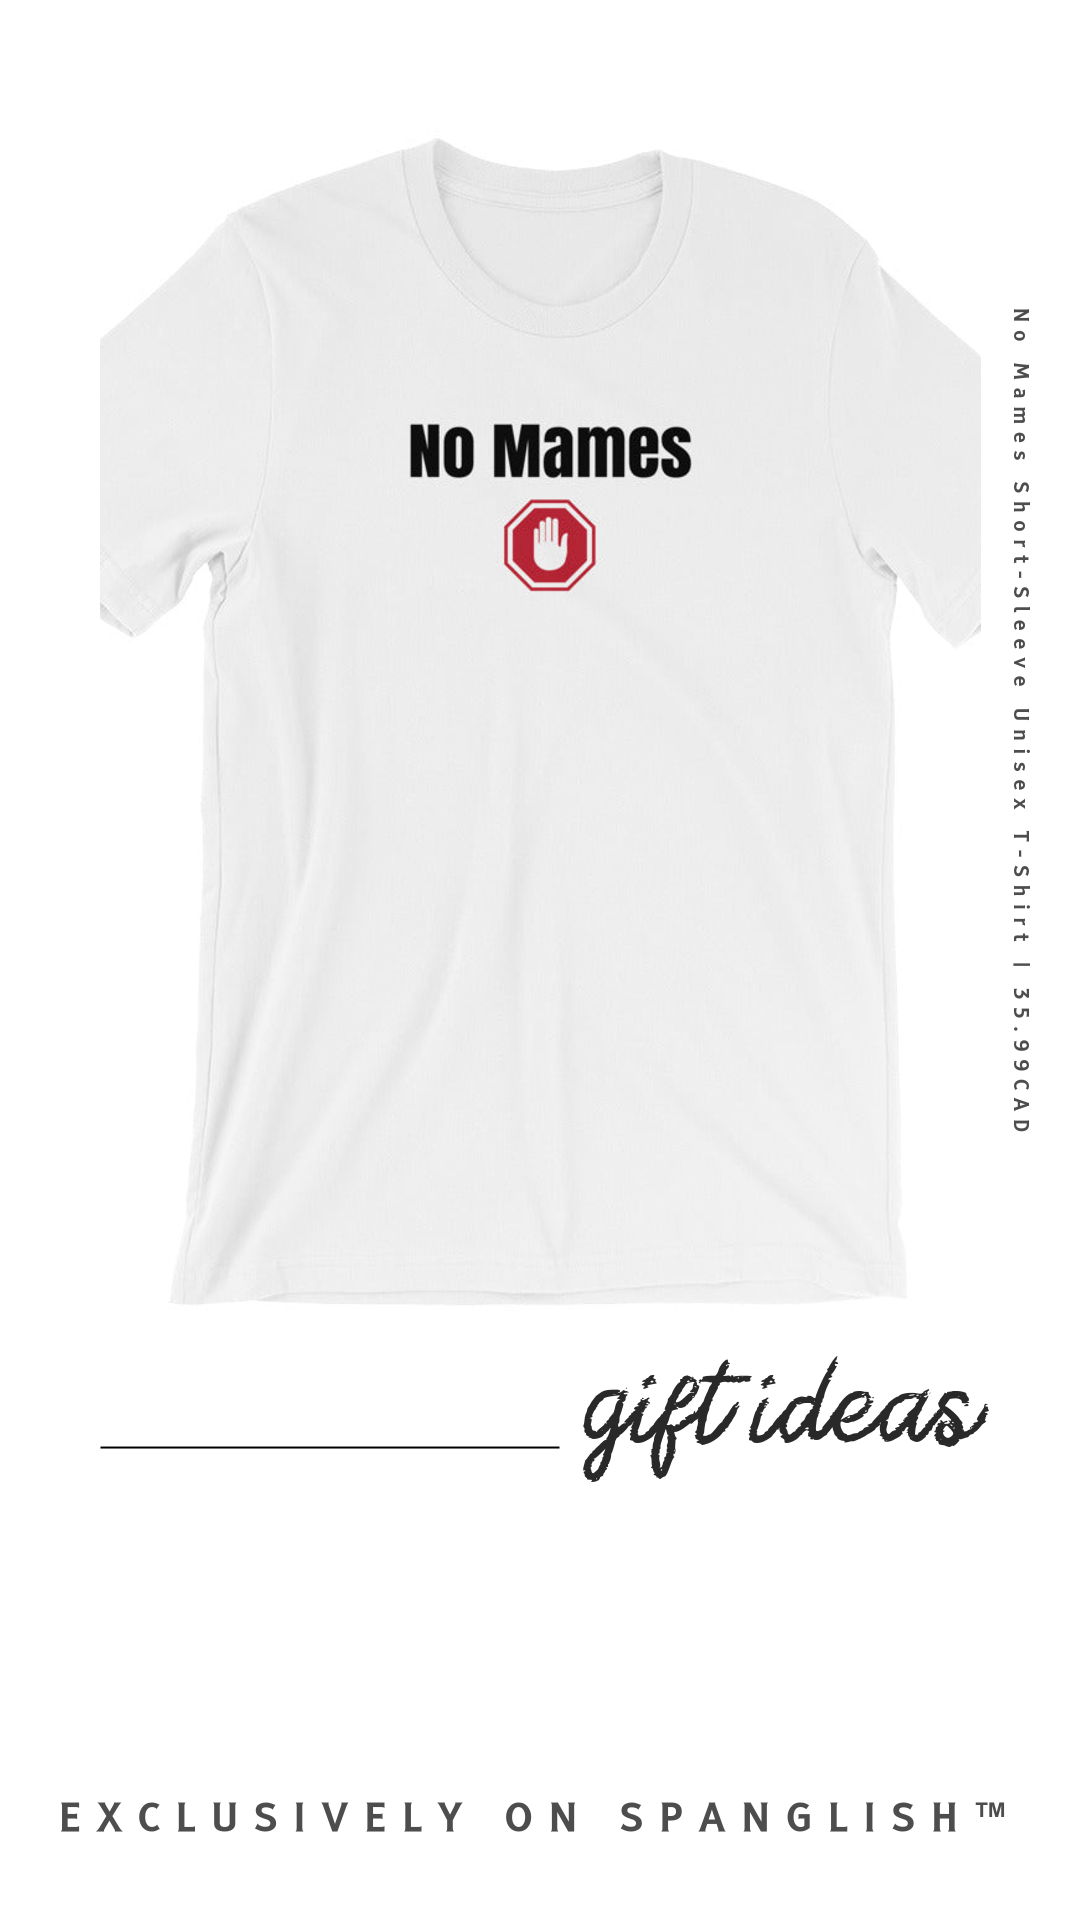 No Mames
No Mames Short-Sleeve Unisex T-Shirt | 35.99CAD
gift ideas
EXCLUSIVELY ON SPANGLISH™